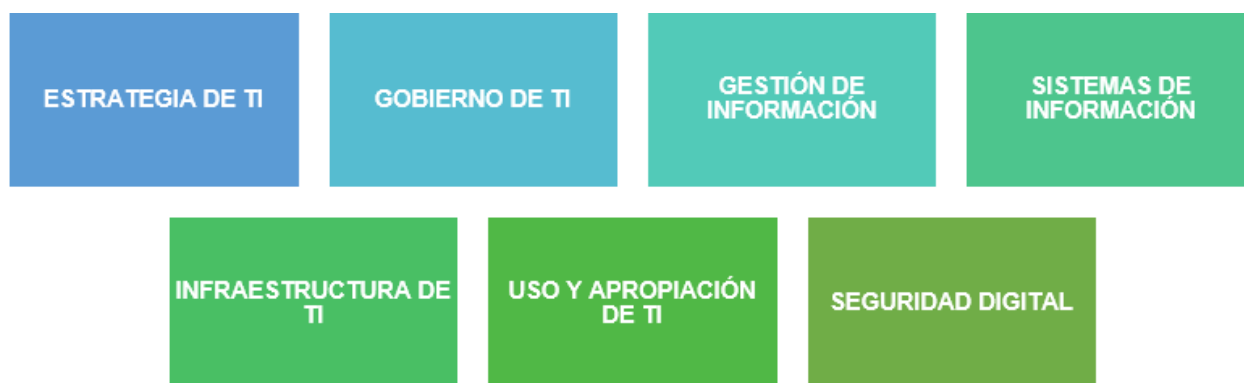 ESTRATEGIA DE TI
GOBIERNO DE TI
GESTIÓN DE
INFORMACIÓN
SISTEMAS DE
INFORMACIÓN
INFRAESTRUCTURA DE
TI
USO Y APROPIACIÓN
DE TI
SEGURIDAD DIGITAL